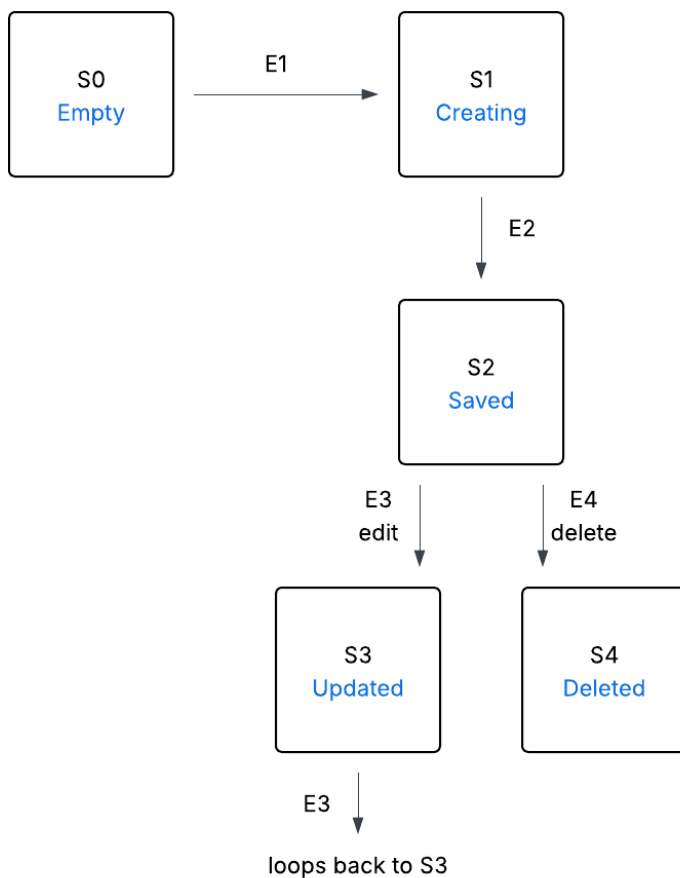 S0
Empty
E1
S1
Creating
E2
S2
Saved
E3
edit
E4
delete
S3
Updated
S4
Deleted
E3
loops back to S3